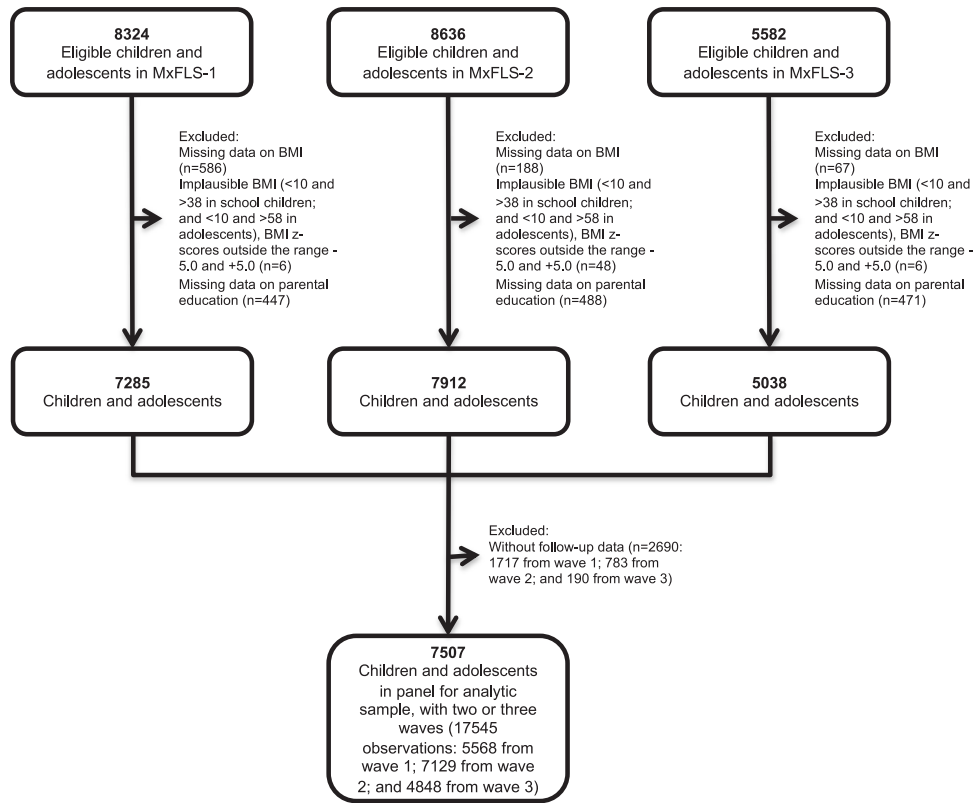 8324
Eligible children and
adolescents in MxFLS-1
8636
Eligible children and
adolescents in MxFLS-2
5582
Eligible children and
adolescents in MxFLS-3
Excluded:
Missing data on BMI
(n=586)
Implausible BMI (<10 and
>38 in school children;
and <10 and >58 in
adolescents), BMI z-
scores outside the range -
5.0 and +5.0 (n=6)
Missing data on parental
education (n=447)
Excluded:
Missing data on BMI
(n=188)
Implausible BMI (<10 and
>38 in school children;
and <10 and >58 in
adolescents), BMI z-
scores outside the range -
5.0 and +5.0 (n=48)
Missing data on parental
education (n=488)
Excluded:
Missing data on BMI
(n=67)
Implausible BMI (<10 and
>38 in school children;
and <10 and >58 in
adolescents), BMI z-
scores outside the range -
5.0 and +5.0 (n=6)
Missing data on parental
education (n=471)
7285
Children and adolescents
7912
Children and adolescents
5038
Children and adolescents
Excluded:
Without follow-up data (n=2690:
1717 from wave 1; 783 from
wave 2; and 190 from wave 3)
7507
Children and adolescents
in panel for analytic
sample, with two or three
waves (17545
observations: 5568 from
wave 1; 7129 from wave
2; and 4848 from wave 3)